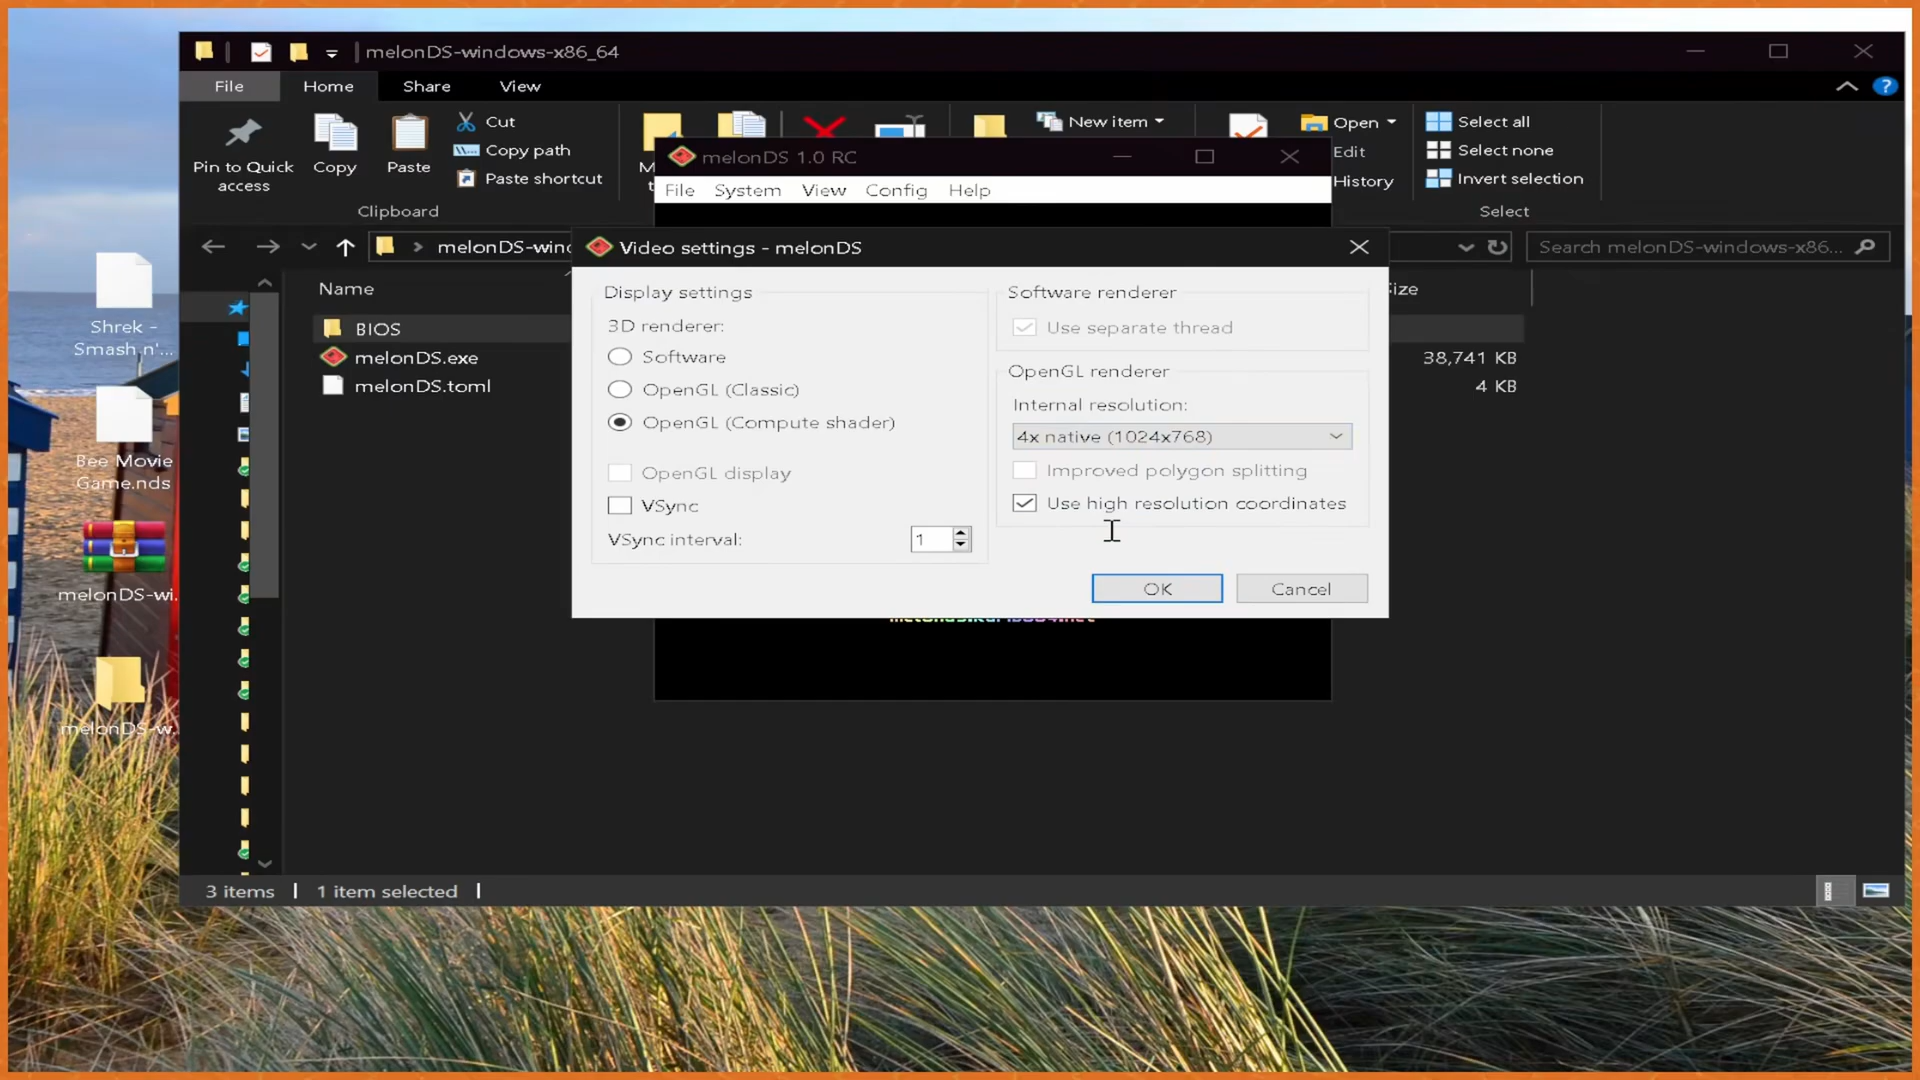 melonDS-windows-x86_64
File Home Share View
Pin to Quick access
Copy
Paste
Cut
Copy path
Paste shortcut
Clipboard
New item
Open
Edit
History
Select all
Select none
Invert selection
Select
melonDS 1.0 RC
File System View Config Help
Search melonDS-windows-x86...
Name
BIOS
melonDS.exe
38,741 KB
melonDS.toml
4 KB
Video settings - melonDS
Display settings
3D renderer:
Software
OpenGL (Classic)
OpenGL (Compute shader)
OpenGL display
VSync
VSync interval:
1
Software renderer
Use separate thread
OpenGL renderer
Internal resolution:
4x native (1024x768)
Improved polygon splitting
Use high resolution coordinates
OK
Cancel
Shrek -
Smash n'...
Bee Movie
Game.nds
melonDS-wi.
melonDS-w.
3 items
1 item selected